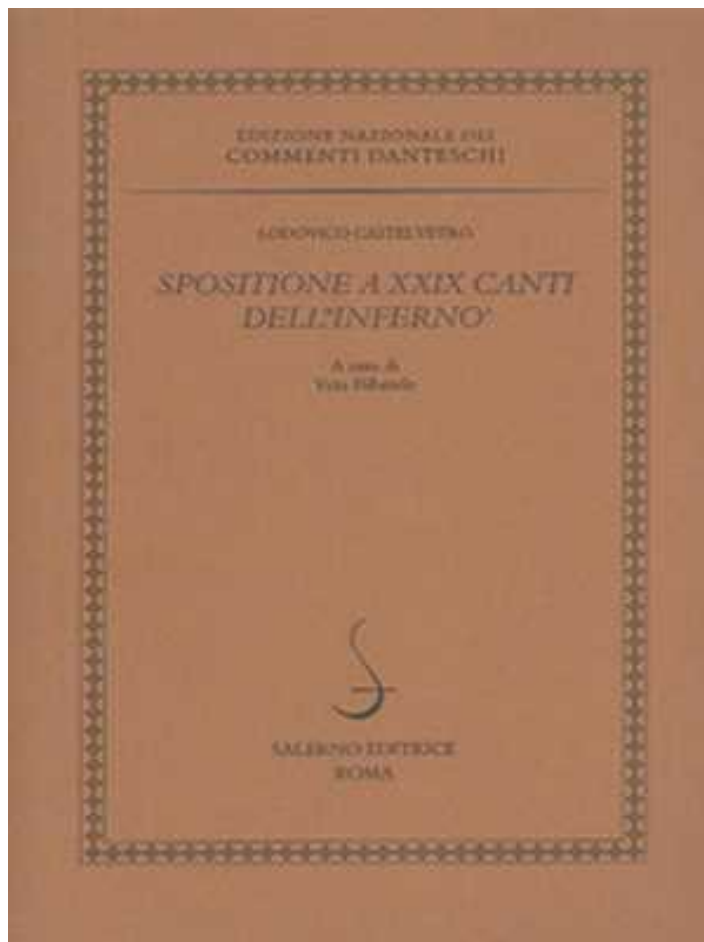 EDIZIONE NAZIONALE DEI
COMMENTI DANTESCHI
LODOVICO CASTELVETRO
SPOSITIONE A XXIX CANTI
DELL'‛INFERNO’
A cura di
SALERNO EDITRICE
ROMA